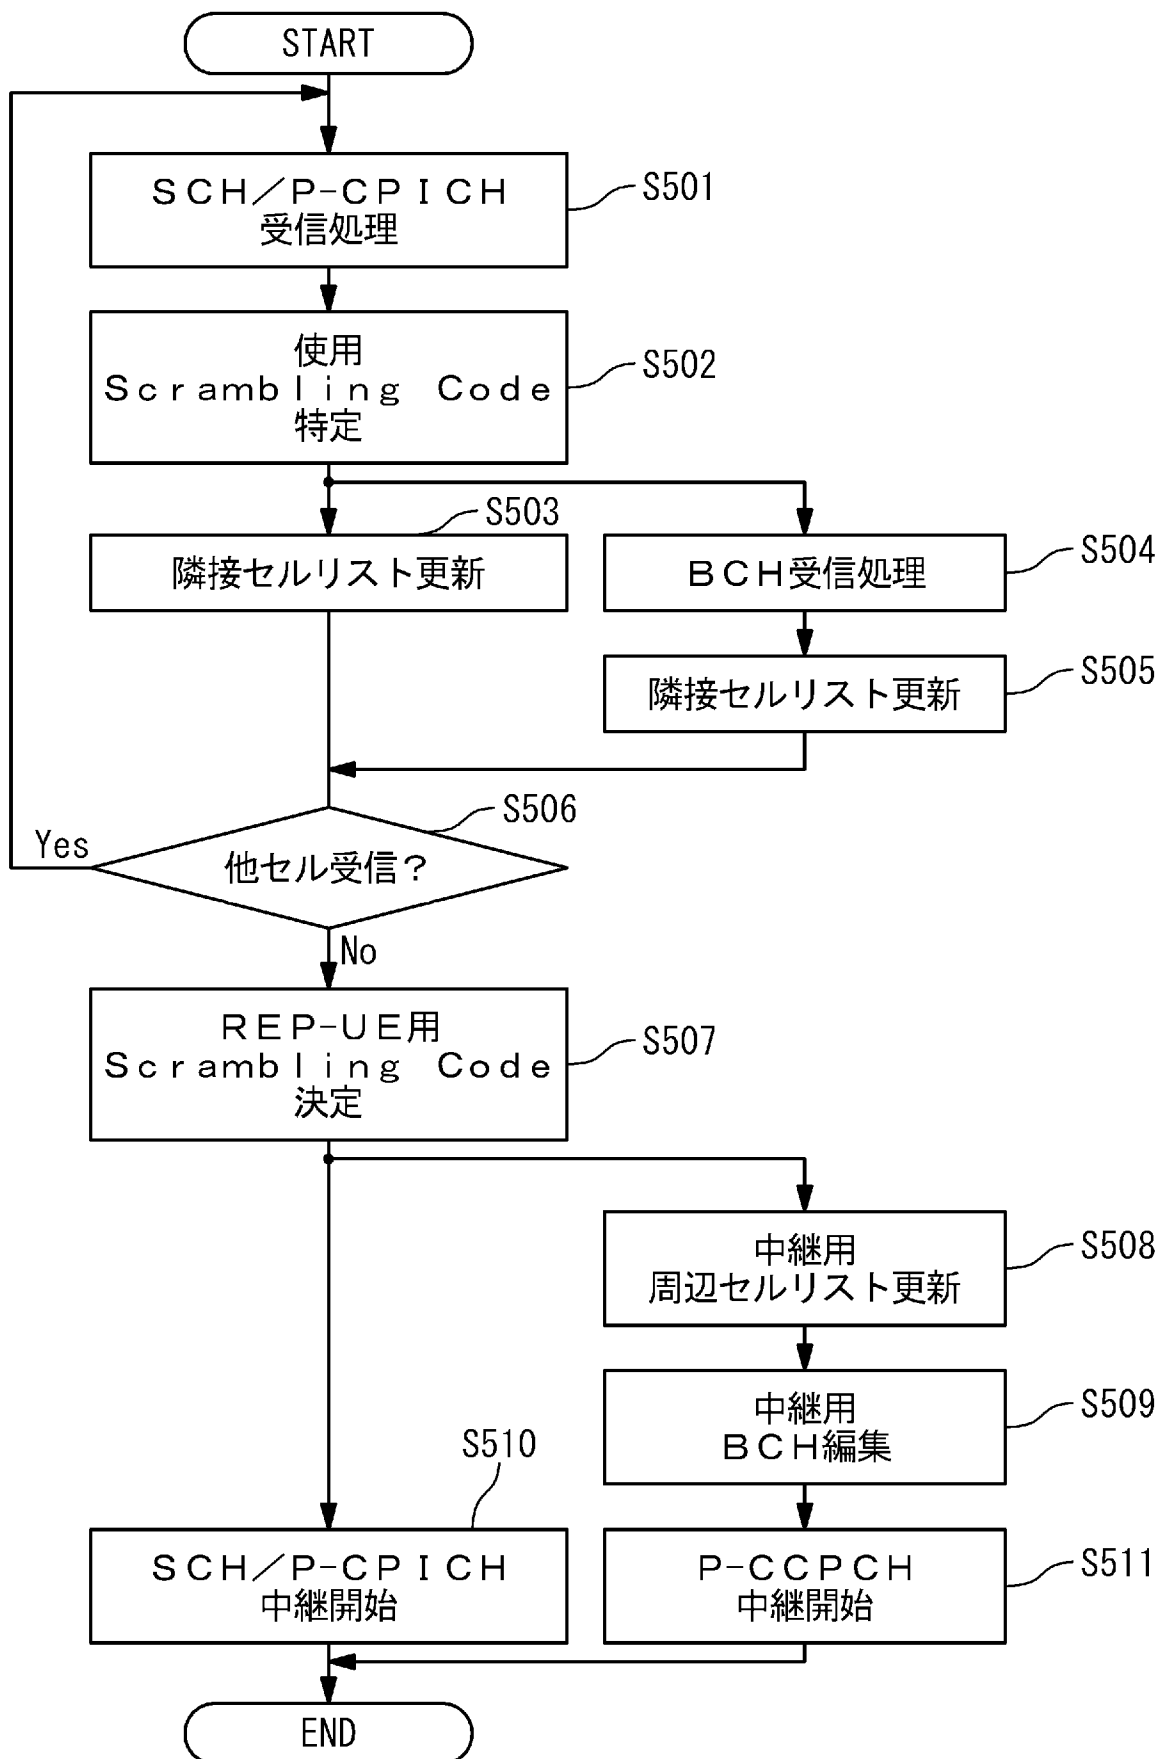 START
SCH／P-CPICH
受信処理
S501
使用
Scrambling Code
特定
S502
S503
隣接セルリスト更新
BCH受信処理
S504
隣接セルリスト更新
S505
S506
Yes
他セル受信？
No
REP-UE用
Scrambling Code
決定
S507
中継用
周辺セルリスト更新
S508
中継用
BCH編集
S509
S510
SCH／P-CPICH
中継開始
P-CCPCH
中継開始
S511
END